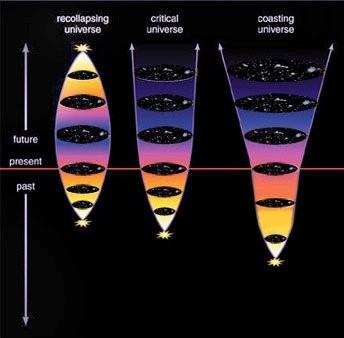 recollapsing
universe
critical
universe
coasting
universe
future
present
past